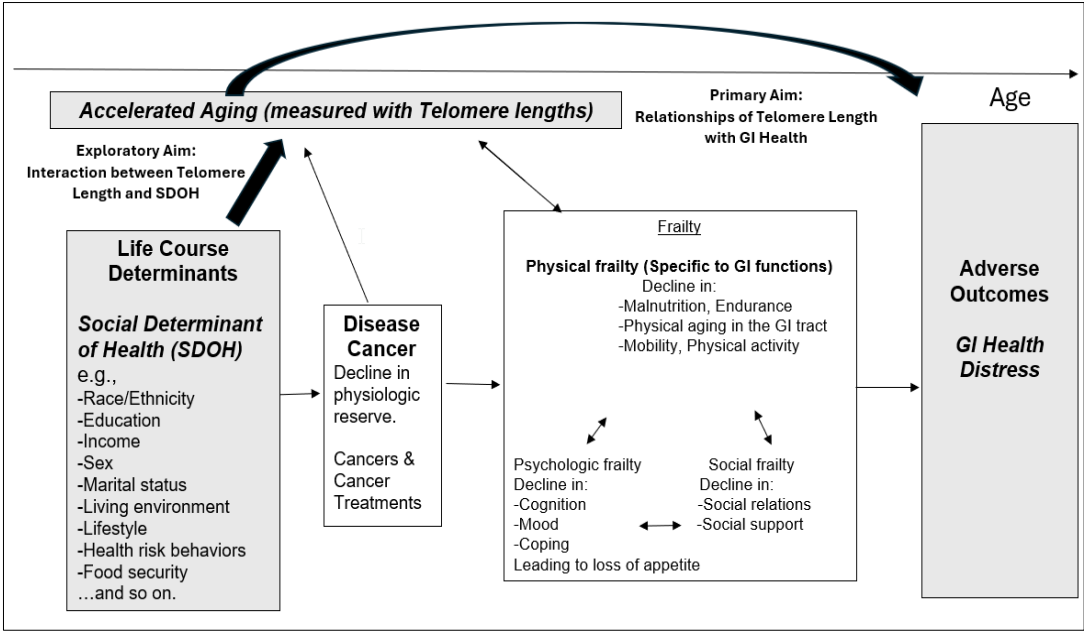 Accelerated Aging (measured with Telomere lengths)
Primary Aim:
Relationships of Telomere Length
with GI Health
Age
Exploratory Aim:
Interaction between Telomere
Length and SDOH
Life Course
Determinants
Social Determinant
of Health (SDOH)
e.g.,
-Race/Ethnicity
-Education
-Income
-Sex
-Marital status
-Living environment
-Lifestyle
-Health risk behaviors
-Food security
…and so on.
Disease
Cancer
Decline in
physiologic
reserve.
Cancers &
Cancer
Treatments
Frailty
Physical frailty (Specific to GI functions)
Decline in:
-Malnutrition, Endurance
-Physical aging in the GI tract
-Mobility, Physical activity
Psychologic frailty
Decline in:
-Cognition
-Mood
-Coping
Leading to loss of appetite
Social frailty
Decline in:
-Social relations
-Social support
Adverse
Outcomes
GI Health
Distress